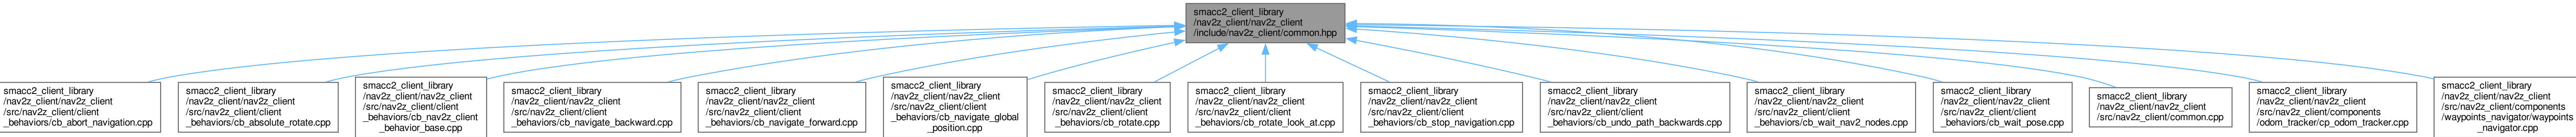 smacc2_client_library
/nav2z_client/nav2z_client
/include/nav2z_client/common.hpp
smacc2_client_library
/nav2z_client/nav2z_client
/src/nav2z_client/client
_behaviors/cb_abort_navigation.cpp
smacc2_client_library
/nav2z_client/nav2z_client
/src/nav2z_client/client
_behaviors/cb_absolute_rotate.cpp
smacc2_client_library
/nav2z_client/nav2z_client
/src/nav2z_client/client
_behaviors/cb_nav2z_client
_behavior_base.cpp
smacc2_client_library
/nav2z_client/nav2z_client
/src/nav2z_client/client
_behaviors/cb_navigate_backward.cpp
smacc2_client_library
/nav2z_client/nav2z_client
/src/nav2z_client/client
_behaviors/cb_navigate_forward.cpp
smacc2_client_library
/nav2z_client/nav2z_client
/src/nav2z_client/client
_behaviors/cb_navigate_global
_position.cpp
smacc2_client_library
/nav2z_client/nav2z_client
/src/nav2z_client/client
_behaviors/cb_rotate.cpp
smacc2_client_library
/nav2z_client/nav2z_client
/src/nav2z_client/client
_behaviors/cb_rotate_look_at.cpp
smacc2_client_library
/nav2z_client/nav2z_client
/src/nav2z_client/client
_behaviors/cb_stop_navigation.cpp
smacc2_client_library
/nav2z_client/nav2z_client
/src/nav2z_client/client
_behaviors/cb_undo_path_backwards.cpp
smacc2_client_library
/nav2z_client/nav2z_client
/src/nav2z_client/client
_behaviors/cb_wait_nav2_nodes.cpp
smacc2_client_library
/nav2z_client/nav2z_client
/src/nav2z_client/client
_behaviors/cb_wait_pose.cpp
smacc2_client_library
/nav2z_client/nav2z_client
/src/nav2z_client/common.cpp
smacc2_client_library
/nav2z_client/nav2z_client
/src/nav2z_client/components
/odom_tracker/cp_odom_tracker.cpp
smacc2_client_library
/nav2z_client/nav2z_client
/src/nav2z_client/components
/waypoints_navigator/waypoints
_navigator.cpp